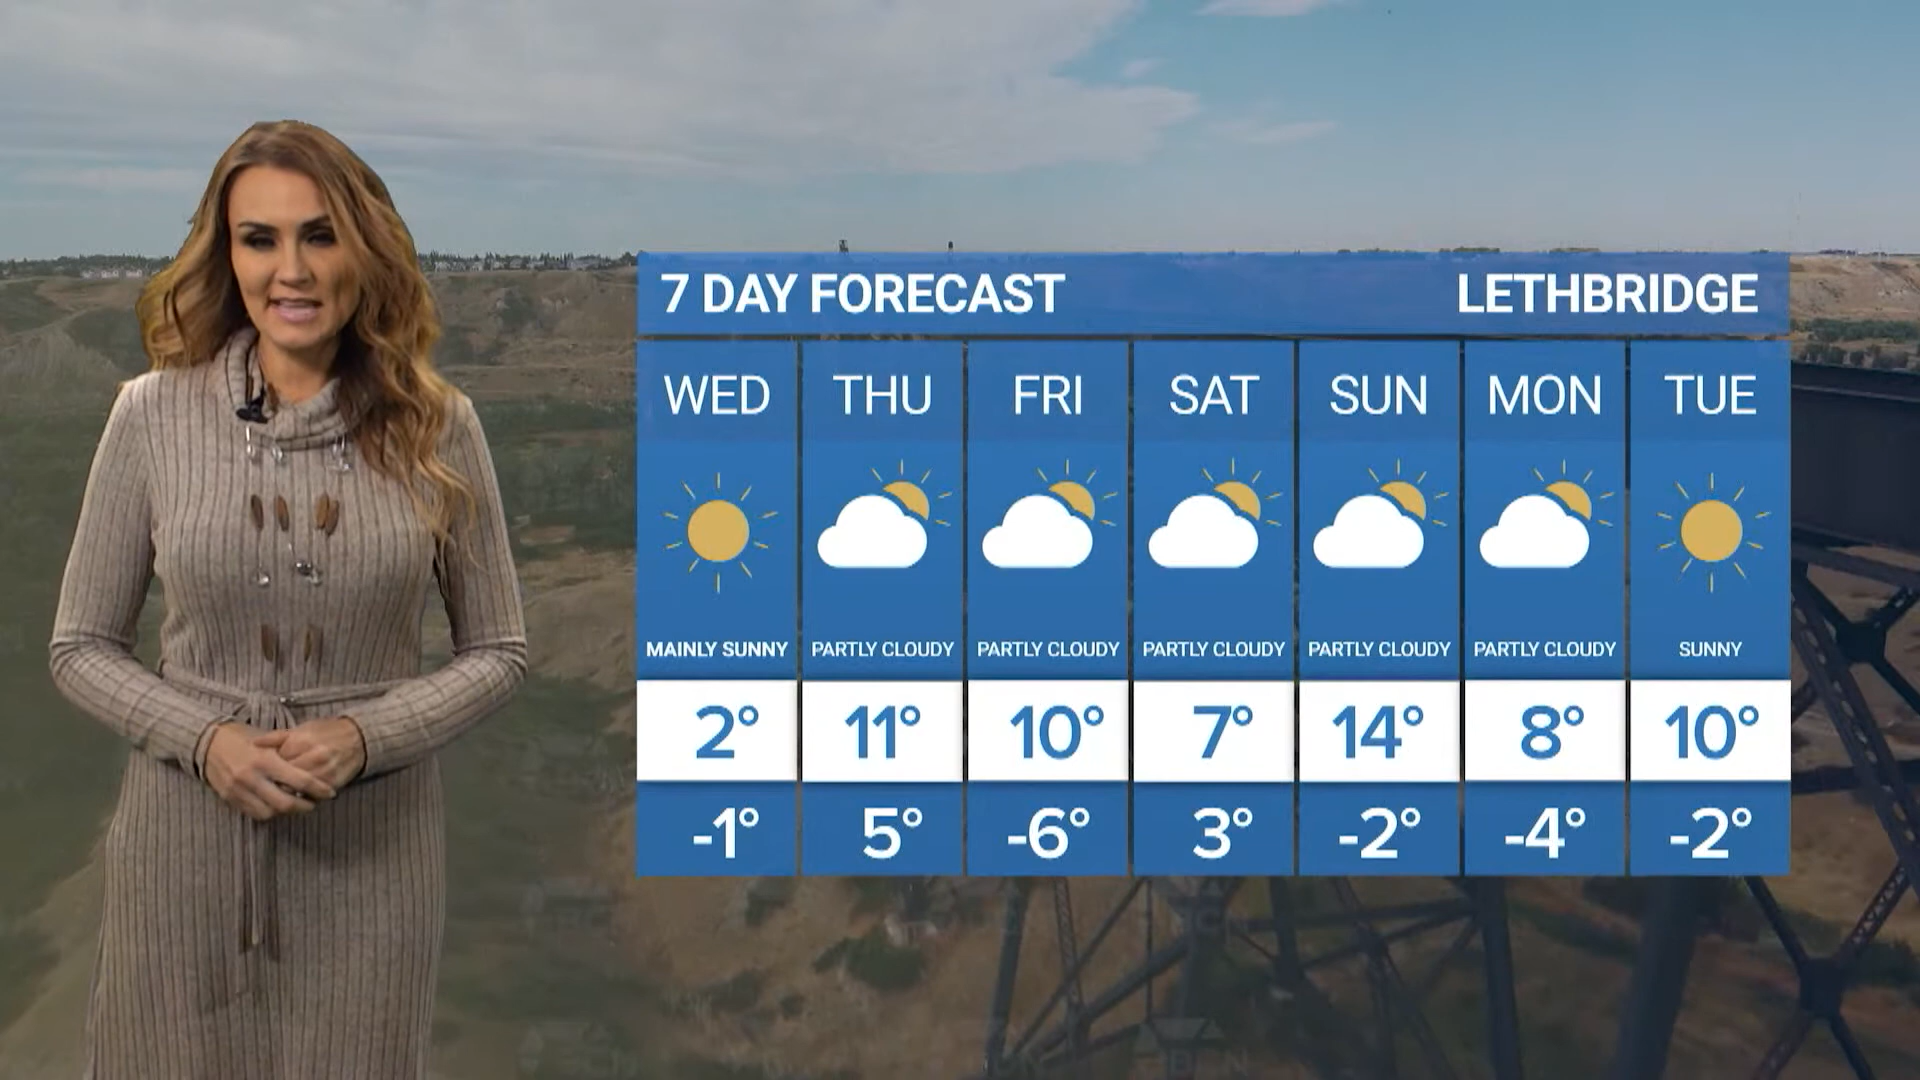 7 DAY FORECAST LETHBRIDGE
WED THU FRI SAT SUN MON TUE
MAINLY SUNNY PARTLY CLOUDY PARTLY CLOUDY PARTLY CLOUDY PARTLY CLOUDY PARTLY CLOUDY SUNNY
2° 11° 10° 7° 14° 8° 10°
-1° 5° -6° 3° -2° -4° -2°